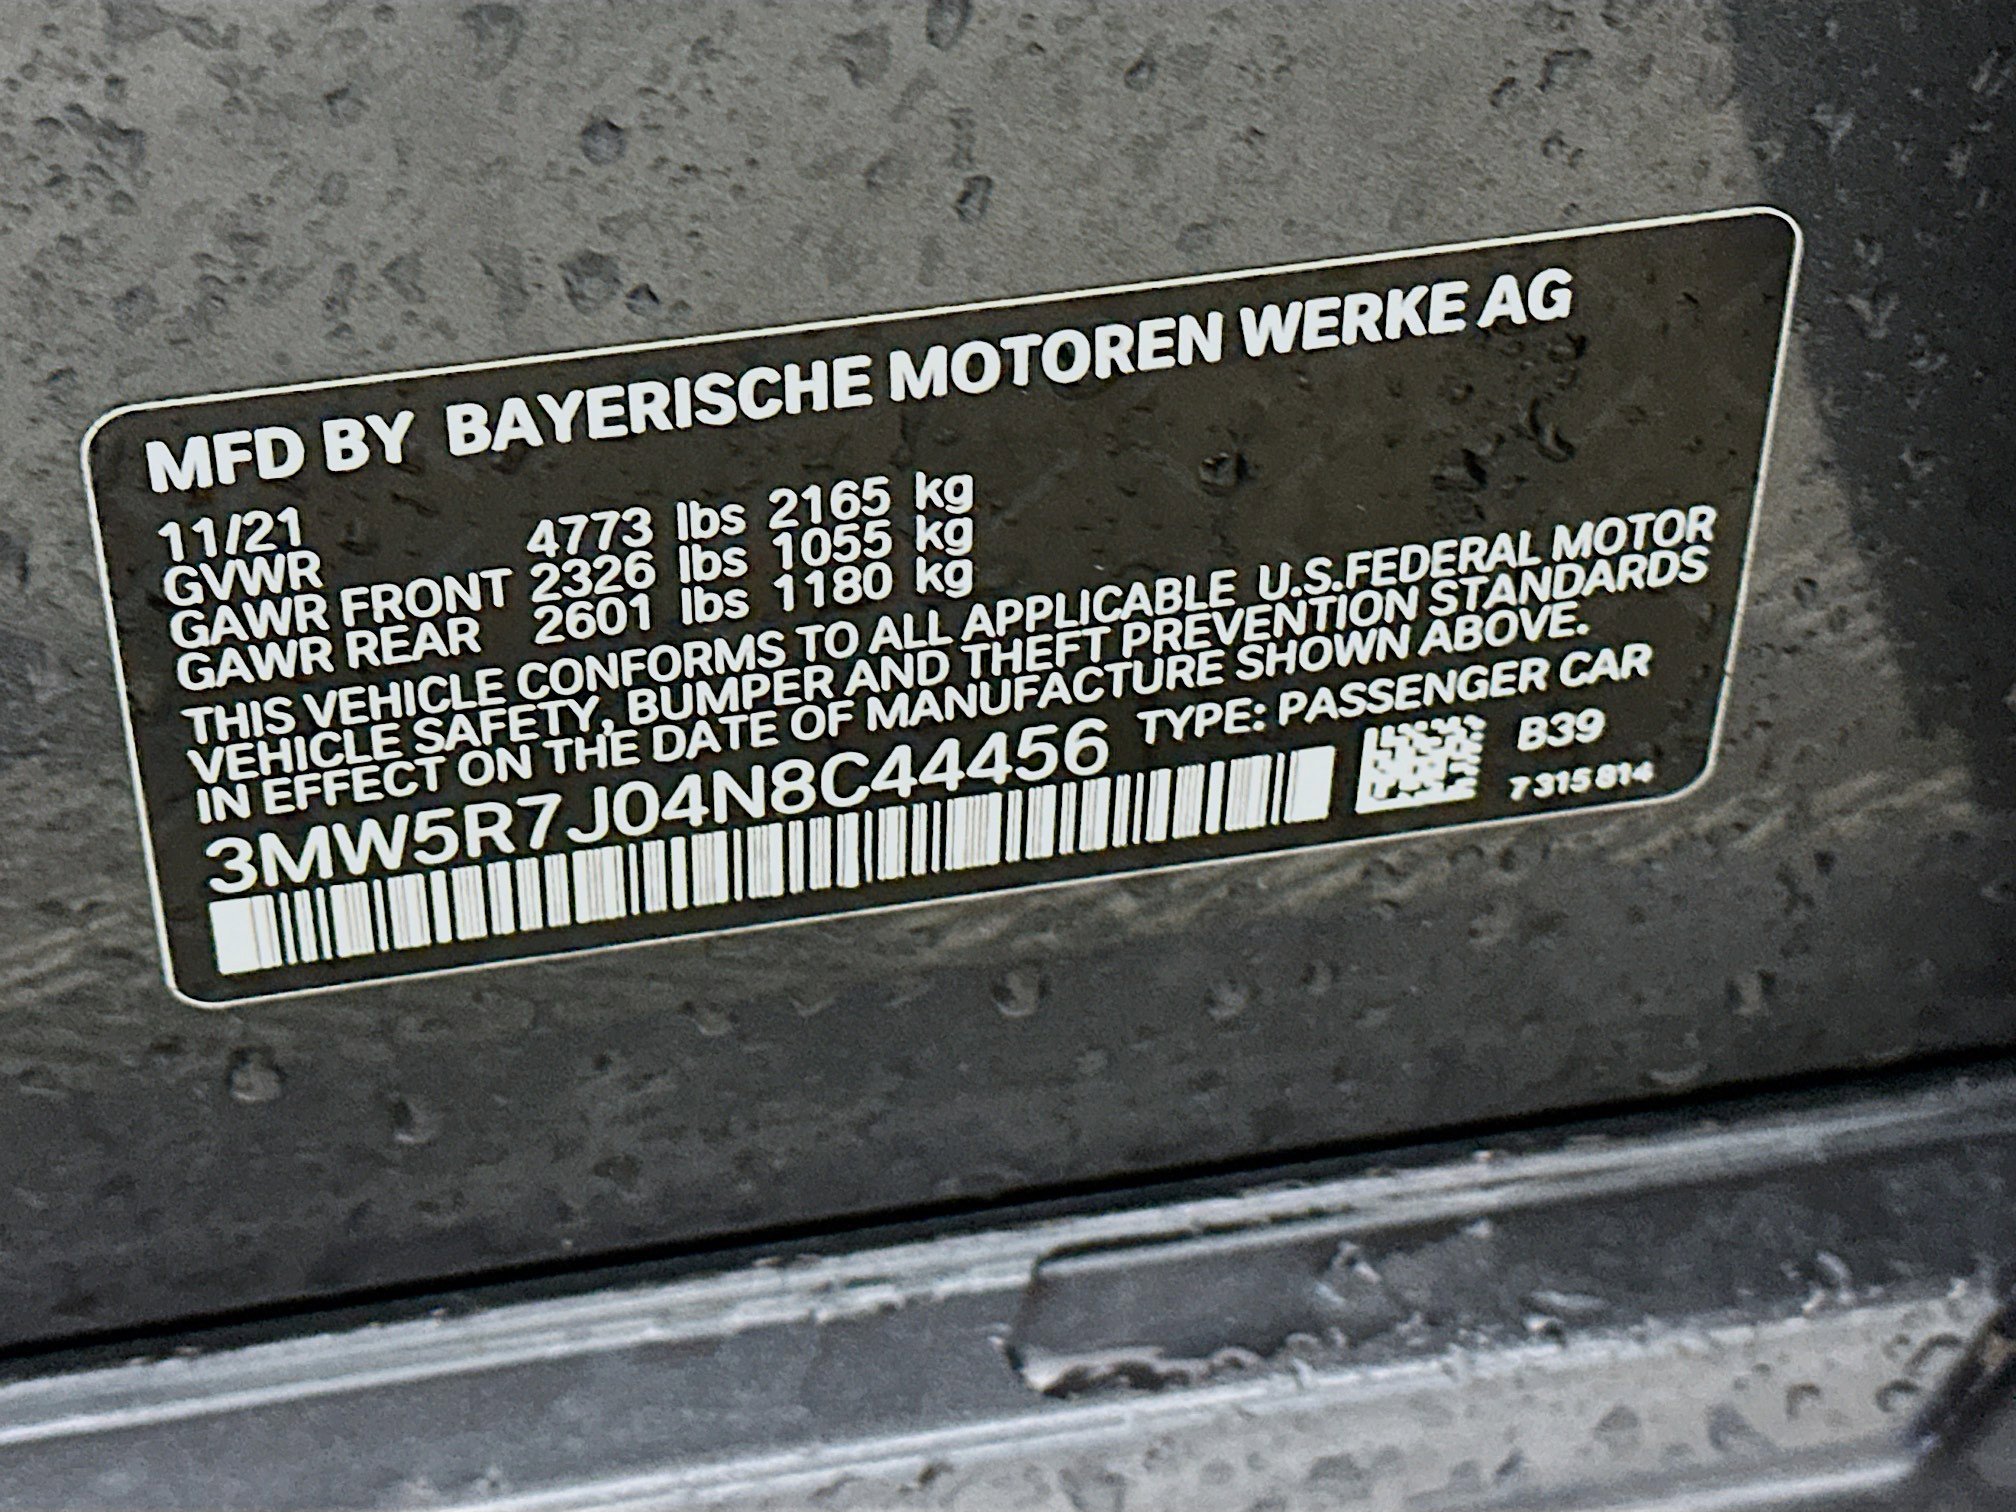 MFD BY BAYERISCHE MOTOREN WERKE AG
11/21
GVWR 4773 lbs 2165 kg
GAWR FRONT 2326 lbs 1055 kg
GAWR REAR 2601 lbs 1180 kg
THIS VEHICLE CONFORMS TO ALL APPLICABLE U.S.FEDERAL MOTOR
VEHICLE SAFETY, BUMPER AND THEFT PREVENTION STANDARDS
IN EFFECT ON THE DATE OF MANUFACTURE SHOWN ABOVE.
3MW5R7J04N8C44456 TYPE: PASSENGER CAR
B39
7 315 814